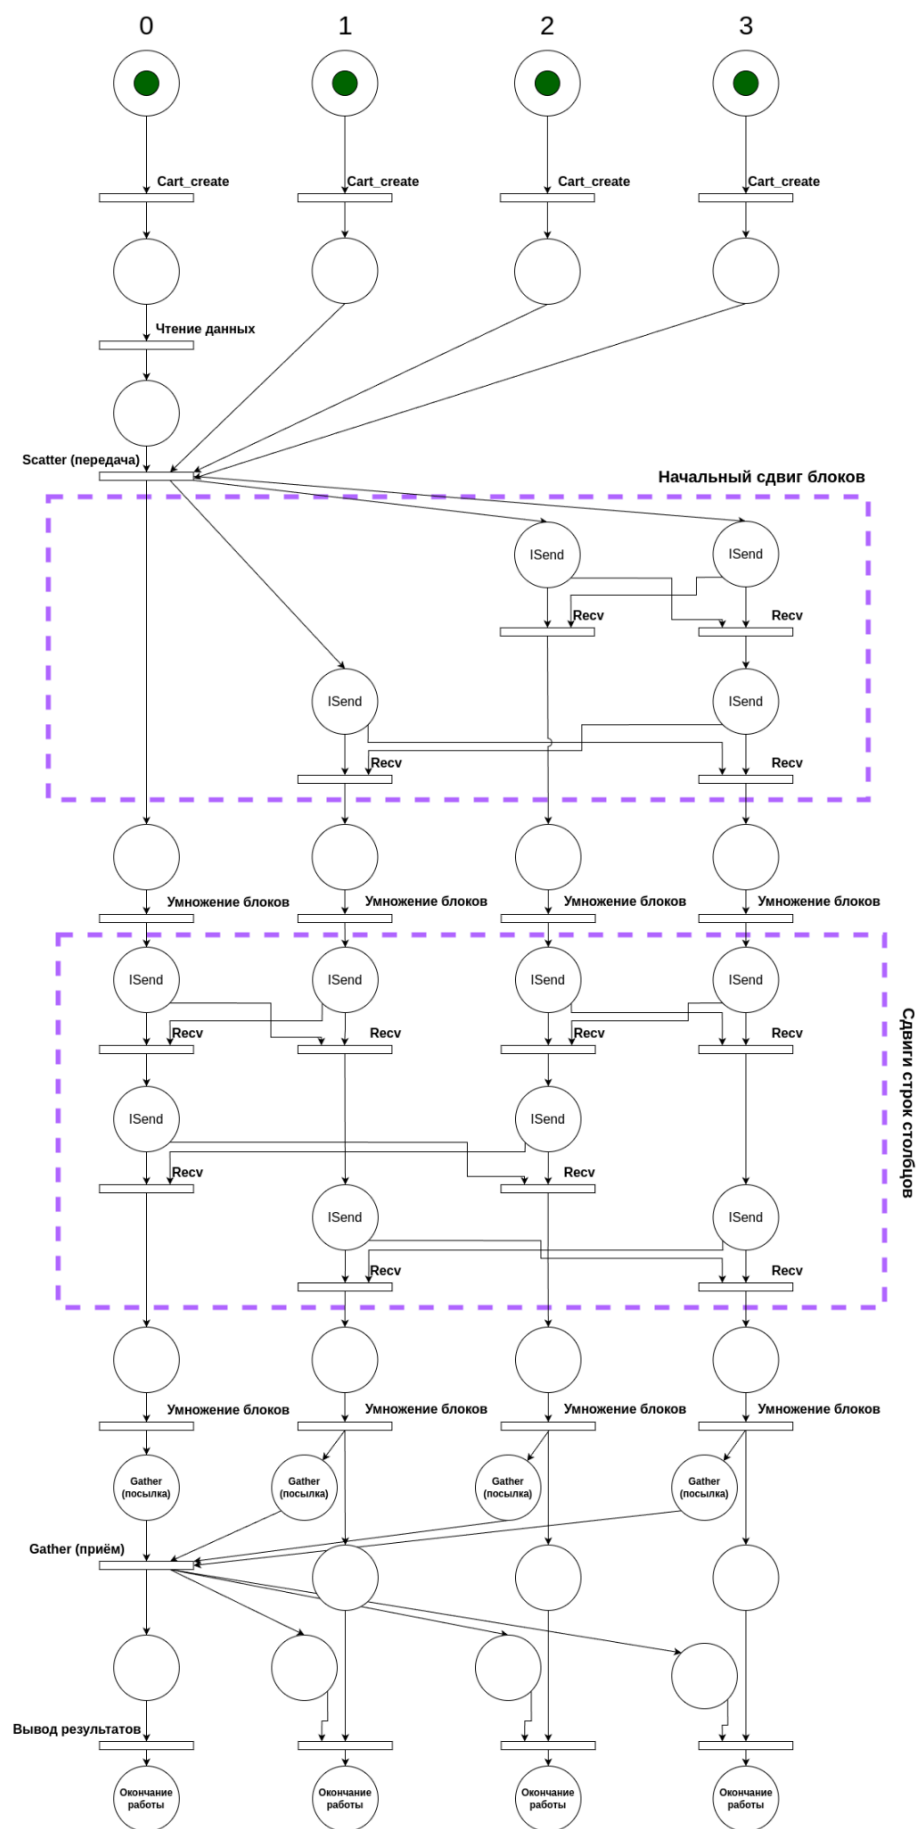 0 1 2 3
Cart_create Cart_create Cart_create Cart_create
Чтение данных
Scatter (передача)
Начальный сдвиг блоков
ISend ISend
Recv Recv
ISend ISend
Recv Recv
Умножение блоков Умножение блоков Умножение блоков Умножение блоков
ISend ISend ISend ISend
Recv Recv Recv Recv
Сдвиги строк столбцов
ISend ISend
Recv Recv
ISend ISend
Recv Recv
Умножение блоков Умножение блоков Умножение блоков Умножение блоков
Gather Gather Gather Gather
(посылка) (посылка) (посылка) (посылка)
Gather (приём)
Вывод результатов
Окончание Окончание Окончание Окончание
работы работы работы работы